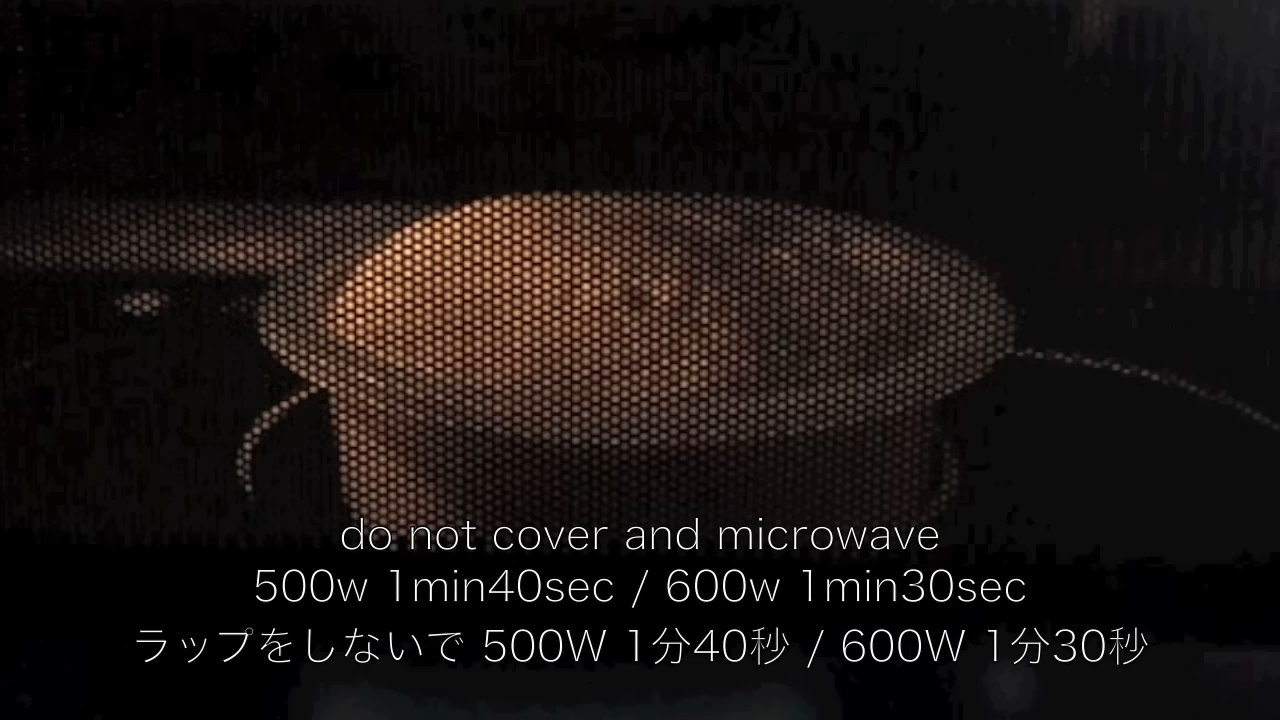 do not cover and microwave
500w 1min40sec / 600w 1min30sec
ラップをしないで 500W 1分40秒 / 600W 1分30秒